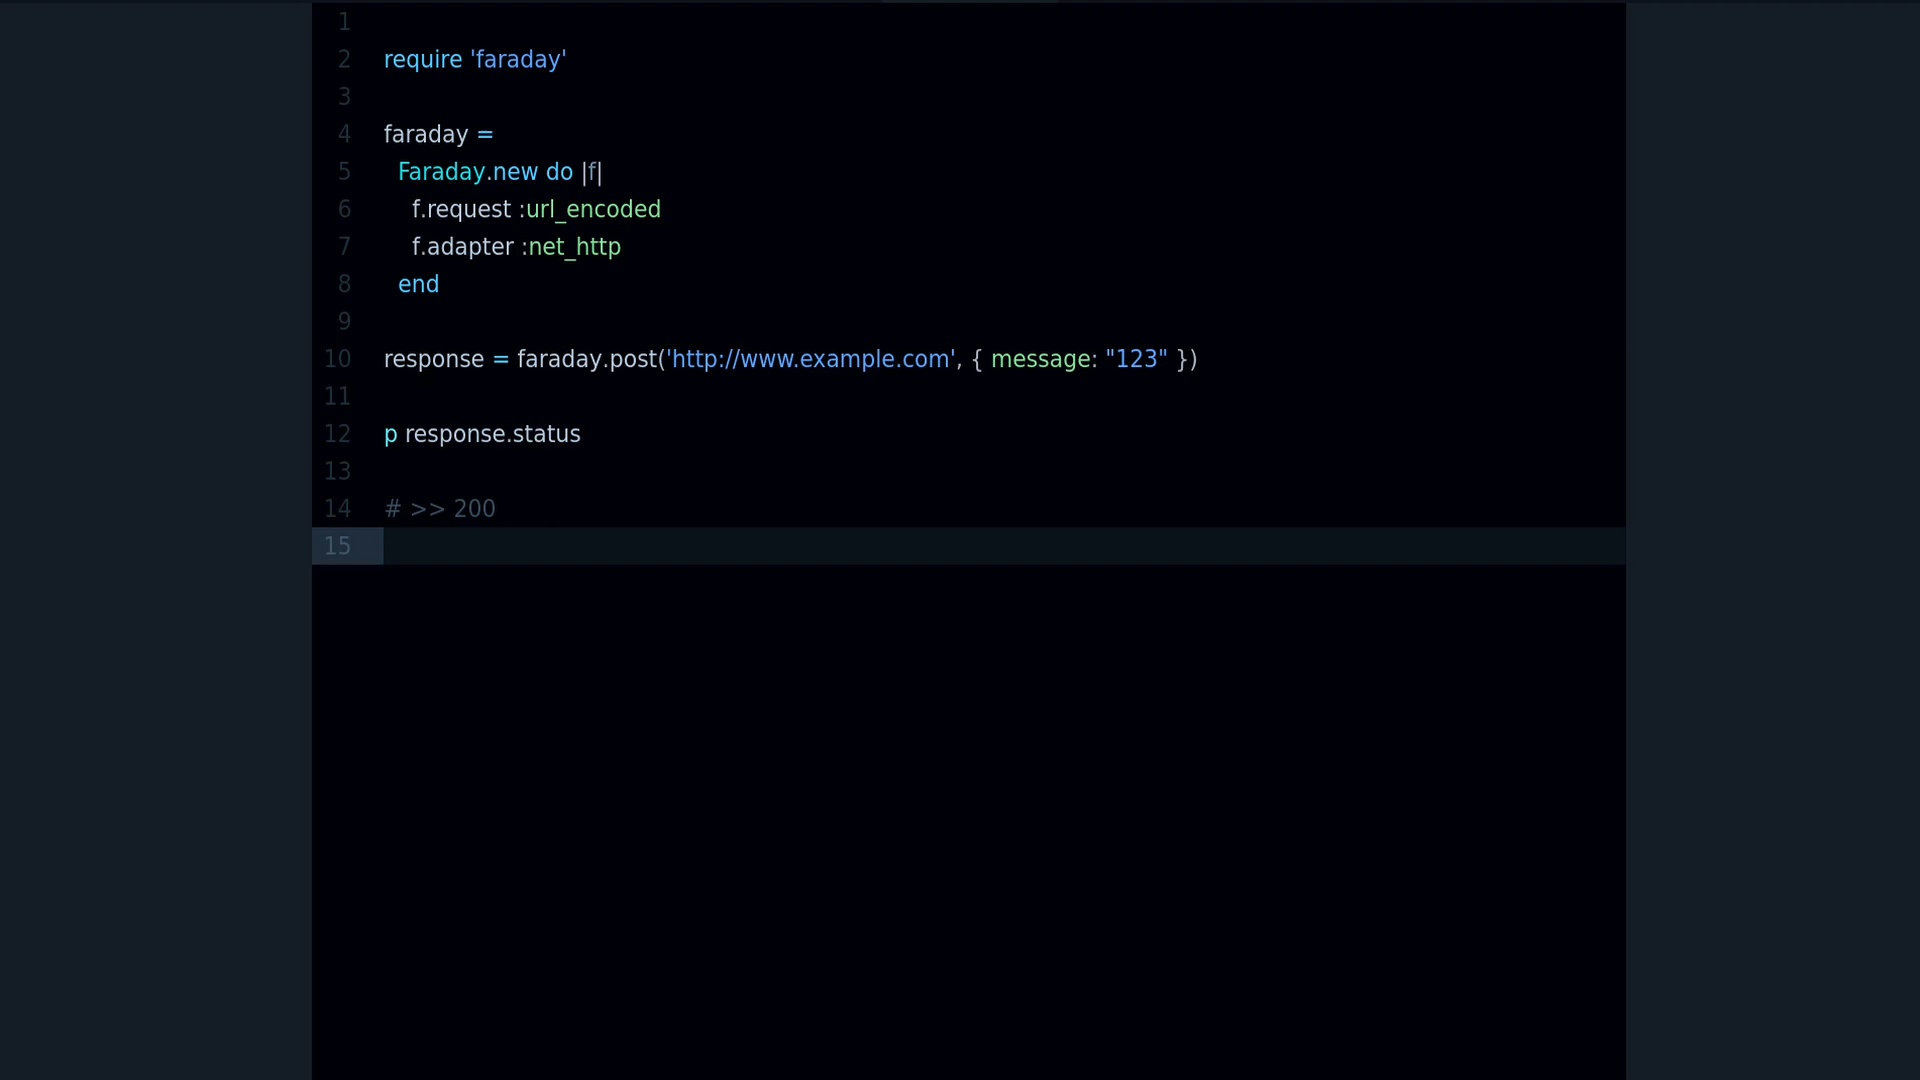 1
2 require 'faraday'
3
4 faraday =
5 Faraday.new do |f|
6 f.request :url_encoded
7 f.adapter :net_http
8 end
9
10 response = faraday.post('http://www.example.com', { message: "123" })
11
12 p response.status
13
14 # >> 200
15